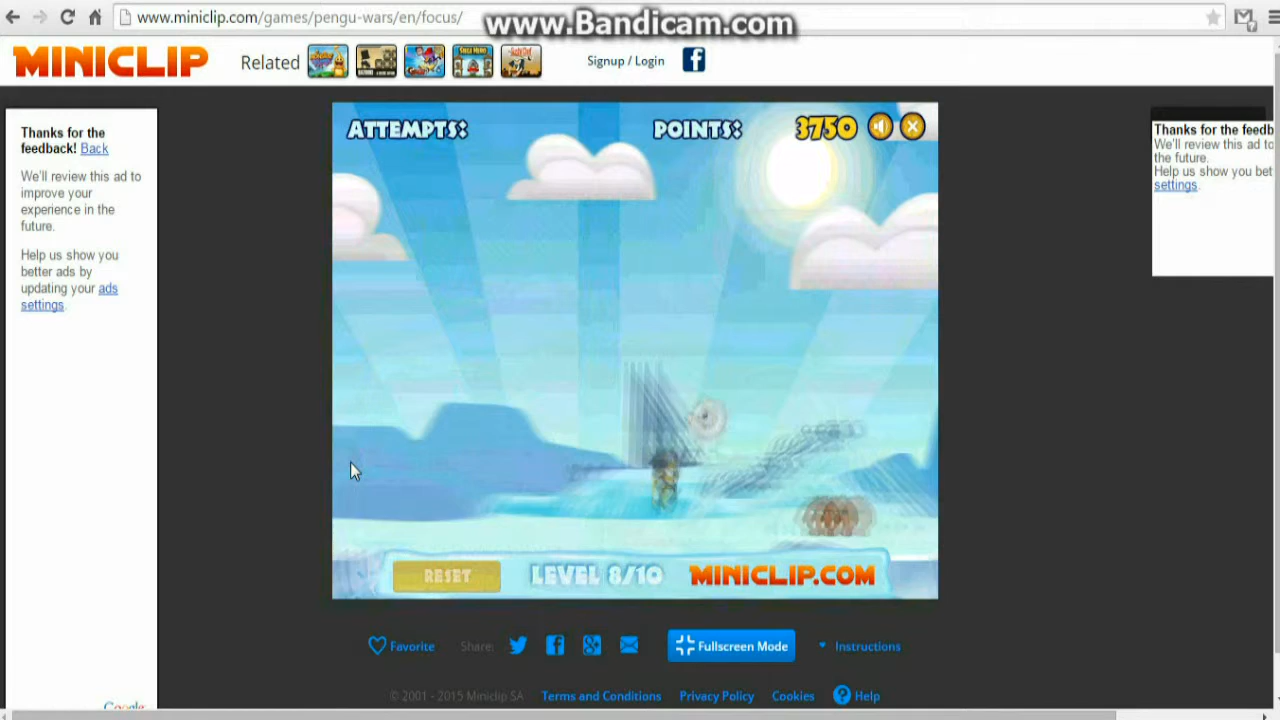 www.miniclip.com/games/pengu-wars/en/focus/
www.Bandicam.com
MINICLIP
Related
Signup / Login
Thanks for the
feedback! Back
We'll review this ad to
improve your
experience in the
future.
Help us show you
better ads by
updating your ads
settings.
ATTEMPTS:
POINTS:
3750
Thanks for the feedb
We'll review this ad to
the future.
Help us show you bet
settings.
RESET
LEVEL 8/10
MINICLIP.COM
Favorite
Share:
Fullscreen Mode
Instructions
© 2001 - 2015 Miniclip SA
Terms and Conditions
Privacy Policy
Cookies
Help
Google